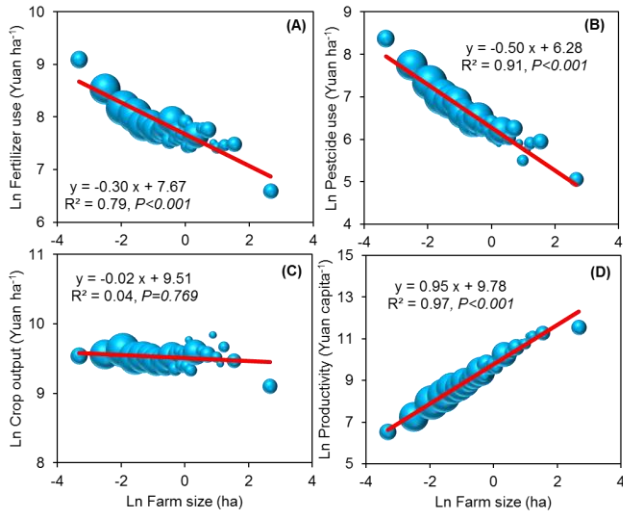 (A)
Ln Fertilizer use (Yuan ha⁻¹)
10
9
8
7
6
y = -0.30 x + 7.67
R² = 0.79, P<0.001
-4 -2 0 2 4
(B)
Ln Pestcide use (Yuan ha⁻¹)
9
8
7
6
5
4
y = -0.50 x + 6.28
R² = 0.91, P<0.001
-4 -2 0 2 4
(C)
Ln Crop output (Yuan ha⁻¹)
11
10
9
8
y = -0.02 x + 9.51
R² = 0.04, P=0.769
-4 -2 0 2 4
Ln Farm size (ha)
(D)
Ln Productivity (Yuan capita⁻¹)
15
13
11
9
7
5
y = 0.95 x + 9.78
R² = 0.97, P<0.001
-4 -2 0 2 4
Ln Farm size (ha)